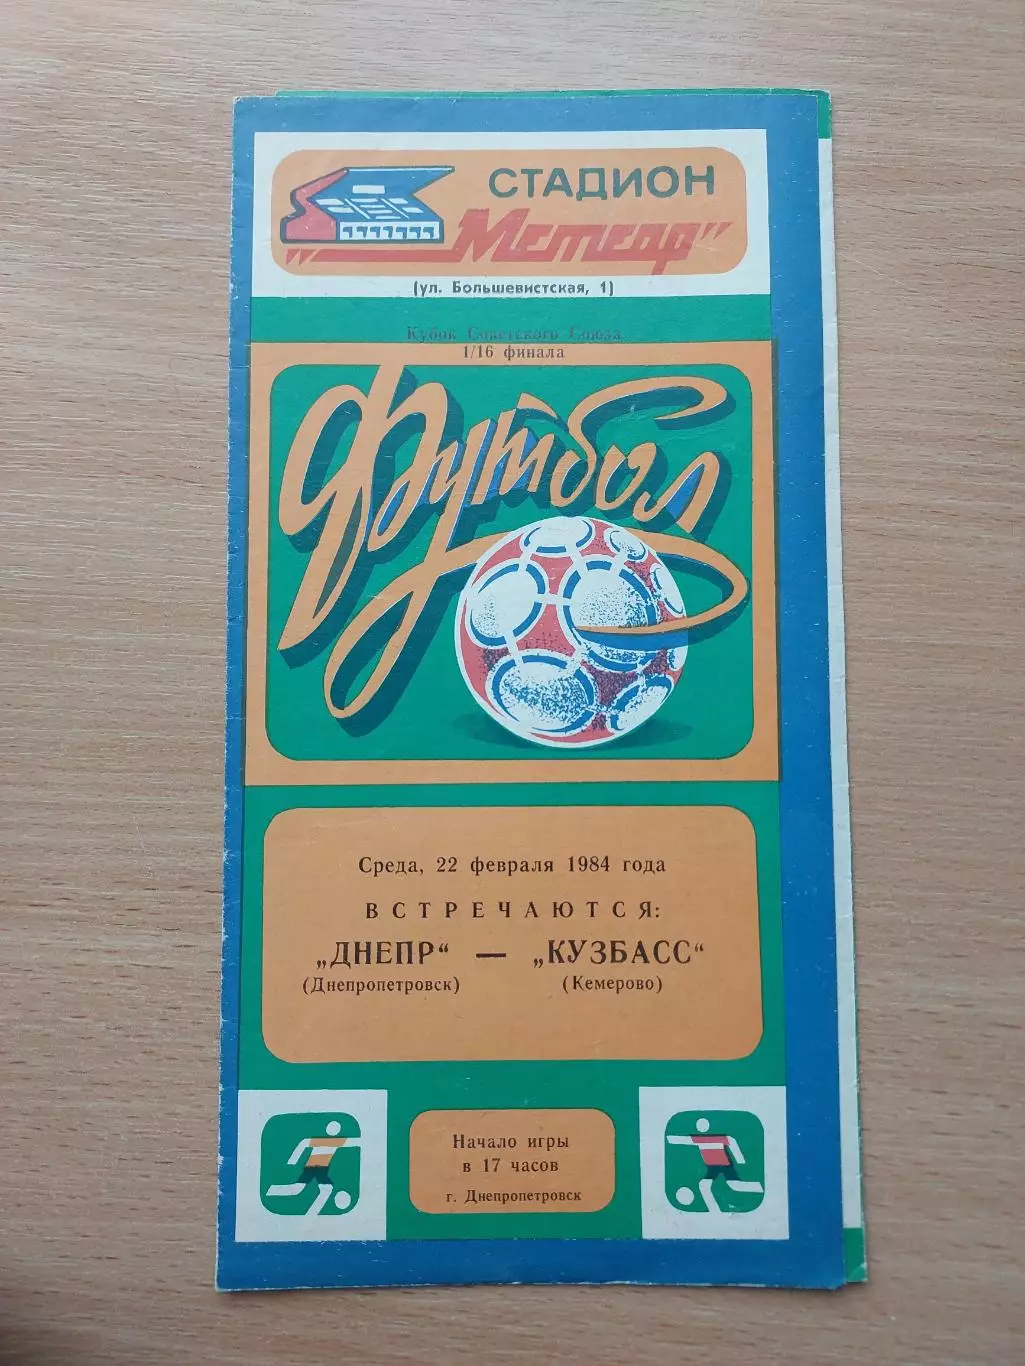 СТАДИОН
„Метеор"
(ул. Большевистская, 1)
Кубок Советского Союза
1/16 финала
Футбол
Среда, 22 февраля 1984 года
ВСТРЕЧАЮТСЯ:
„ДНЕПР“ — „КУЗБАСС“
(Днепропетровск) (Кемерово)
Начало игры
в 17 часов
г. Днепропетровск